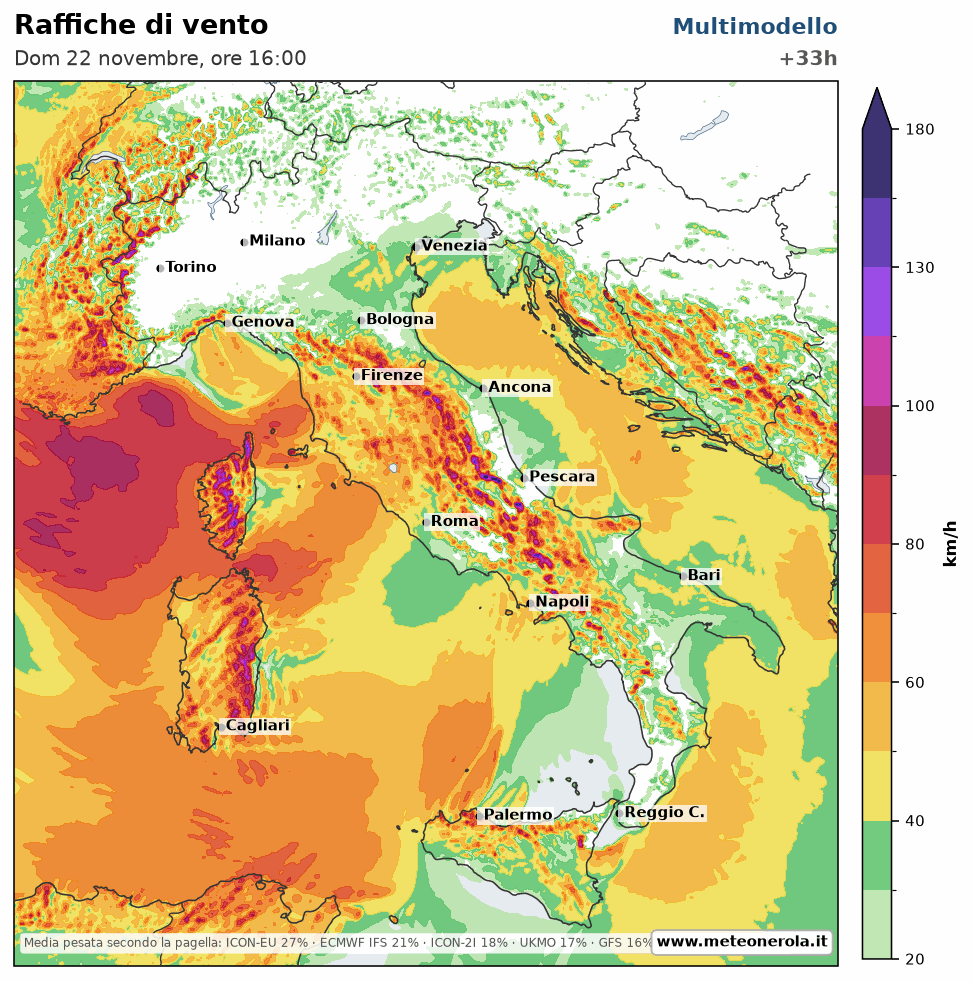 Raffiche di vento
Multimodello
Dom 22 novembre, ore 16:00
+33h
180
Milano
Venezia
Torino
130
Genova
Bologna
Firenze
Ancona
100
Pescara
Roma
80
km/h
Bari
Napoli
60
Cagliari
Palermo
Reggio C.
40
Media pesata secondo la pagella: ICON-EU 27% · ECMWF IFS 21% · ICON-2I 18% · UKMO 17% · GFS 16%
www.meteonerola.it
20